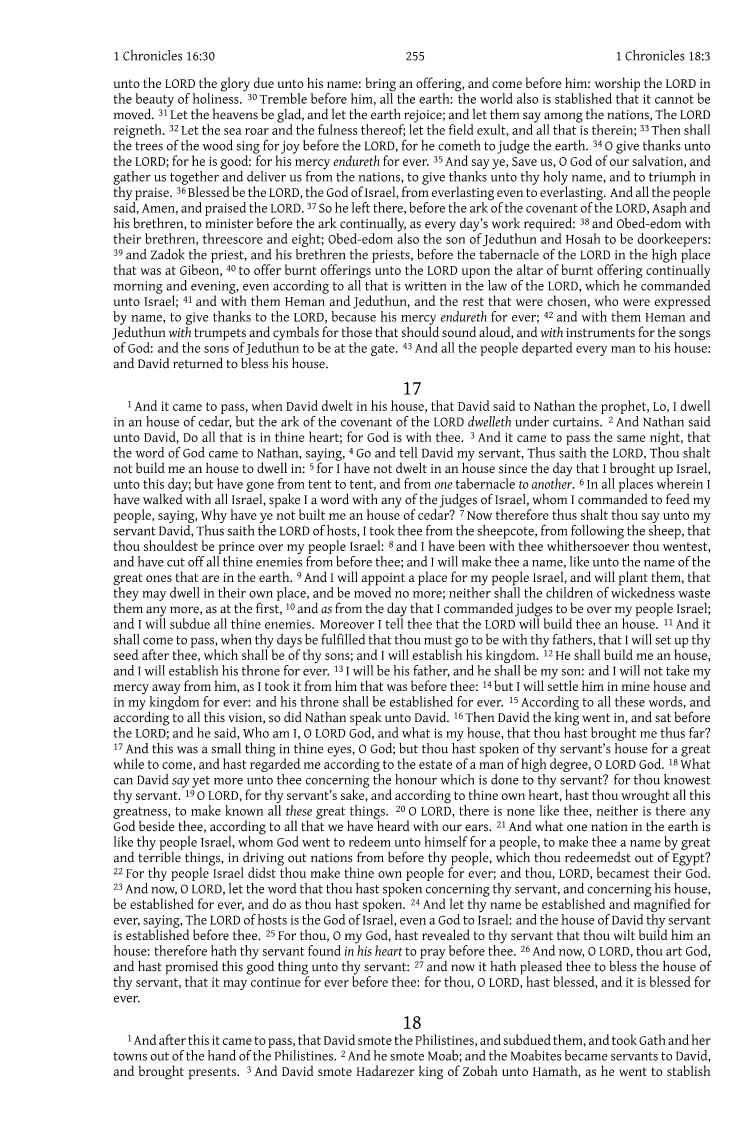 1 Chronicles 16:30 255 1 Chronicles 18:3
unto the LORD the glory due unto his name: bring an offering, and come before him: worship the LORD in
the beauty of holiness. 30 Tremble before him, all the earth: the world also is stablished that it cannot be
moved. 31 Let the heavens be glad, and let the earth rejoice; and let them say among the nations, The LORD
reigneth. 32 Let the sea roar and the fulness thereof; let the field exult, and all that is therein; 33 Then shall
the trees of the wood sing for joy before the LORD, for he cometh to judge the earth. 34 O give thanks unto
the LORD; for he is good: for his mercy endureth for ever. 35 And say ye, Save us, O God of our salvation, and
gather us together and deliver us from the nations, to give thanks unto thy holy name, and to triumph in
thy praise. 36 Blessed be the LORD, the God of Israel, from everlasting even to everlasting. And all the people
said, Amen, and praised the LORD. 37 So he left there, before the ark of the covenant of the LORD, Asaph and
his brethren, to minister before the ark continually, as every day's work required: 38 and Obed-edom with
their brethren, threescore and eight; Obed-edom also the son of Jeduthun and Hosah to be doorkeepers:
39 and Zadok the priest, and his brethren the priests, before the tabernacle of the LORD in the high place
that was at Gibeon, 40 to offer burnt offerings unto the LORD upon the altar of burnt offering continually
morning and evening, even according to all that is written in the law of the LORD, which he commanded
unto Israel; 41 and with them Heman and Jeduthun, and the rest that were chosen, who were expressed
by name, to give thanks to the LORD, because his mercy endureth for ever; 42 and with them Heman and
Jeduthun with trumpets and cymbals for those that should sound aloud, and with instruments for the songs
of God: and the sons of Jeduthun to be at the gate. 43 And all the people departed every man to his house:
and David returned to bless his house.
17
1 And it came to pass, when David dwelt in his house, that David said to Nathan the prophet, Lo, I dwell
in an house of cedar, but the ark of the covenant of the LORD dwelleth under curtains. 2 And Nathan said
unto David, Do all that is in thine heart; for God is with thee. 3 And it came to pass the same night, that
the word of God came to Nathan, saying, 4 Go and tell David my servant, Thus saith the LORD, Thou shalt
not build me an house to dwell in: 5 for I have not dwelt in an house since the day that I brought up Israel,
unto this day; but have gone from tent to tent, and from one tabernacle to another. 6 In all places wherein I
have walked with all Israel, spake I a word with any of the judges of Israel, whom I commanded to feed my
people, saying, Why have ye not built me an house of cedar? 7 Now therefore thus shalt thou say unto my
servant David, Thus saith the LORD of hosts, I took thee from the sheepcote, from following the sheep, that
thou shouldest be prince over my people Israel: 8 and I have been with thee whithersoever thou wentest,
and have cut off all thine enemies from before thee; and I will make thee a name, like unto the name of the
great ones that are in the earth. 9 And I will appoint a place for my people Israel, and will plant them, that
they may dwell in their own place, and be moved no more; neither shall the children of wickedness waste
them any more, as at the first, 10 and as from the day that I commanded judges to be over my people Israel;
and I will subdue all thine enemies. Moreover I tell thee that the LORD will build thee an house. 11 And it
shall come to pass, when thy days be fulfilled that thou must go to be with thy fathers, that I will set up thy
seed after thee, which shall be of thy sons; and I will establish his kingdom. 12 He shall build me an house,
and I will establish his throne for ever. 13 I will be his father, and he shall be my son: and I will not take my
mercy away from him, as I took it from him that was before thee: 14 but I will settle him in mine house and
in my kingdom for ever: and his throne shall be established for ever. 15 According to all these words, and
according to all this vision, so did Nathan speak unto David. 16 Then David the king went in, and sat before
the LORD; and he said, Who am I, O LORD God, and what is my house, that thou hast brought me thus far?
17 And this was a small thing in thine eyes, O God; but thou hast spoken of thy servant's house for a great
while to come, and hast regarded me according to the estate of a man of high degree, O LORD God. 18 What
can David say yet more unto thee concerning the honour which is done to thy servant? for thou knowest
thy servant. 19 O LORD, for thy servant's sake, and according to thine own heart, hast thou wrought all this
greatness, to make known all these great things. 20 O LORD, there is none like thee, neither is there any
God beside thee, according to all that we have heard with our ears. 21 And what one nation in the earth is
like thy people Israel, whom God went to redeem unto himself for a people, to make thee a name by great
and terrible things, in driving out nations from before thy people, which thou redeemedst out of Egypt?
22 For thy people Israel didst thou make thine own people for ever; and thou, LORD, becamest their God.
23 And now, O LORD, let the word that thou hast spoken concerning thy servant, and concerning his house,
be established for ever, and do as thou hast spoken. 24 And let thy name be established and magnified for
ever, saying, The LORD of hosts is the God of Israel, even a God to Israel: and the house of David thy servant
is established before thee. 25 For thou, O my God, hast revealed to thy servant that thou wilt build him an
house: therefore hath thy servant found in his heart to pray before thee. 26 And now, O LORD, thou art God,
and hast promised this good thing unto thy servant: 27 and now it hath pleased thee to bless the house of
thy servant, that it may continue for ever before thee: for thou, O LORD, hast blessed, and it is blessed for
ever.
18
1 And after this it came to pass, that David smote the Philistines, and subdued them, and took Gath and her
towns out of the hand of the Philistines. 2 And he smote Moab; and the Moabites became servants to David,
and brought presents. 3 And David smote Hadarezer king of Zobah unto Hamath, as he went to stablish